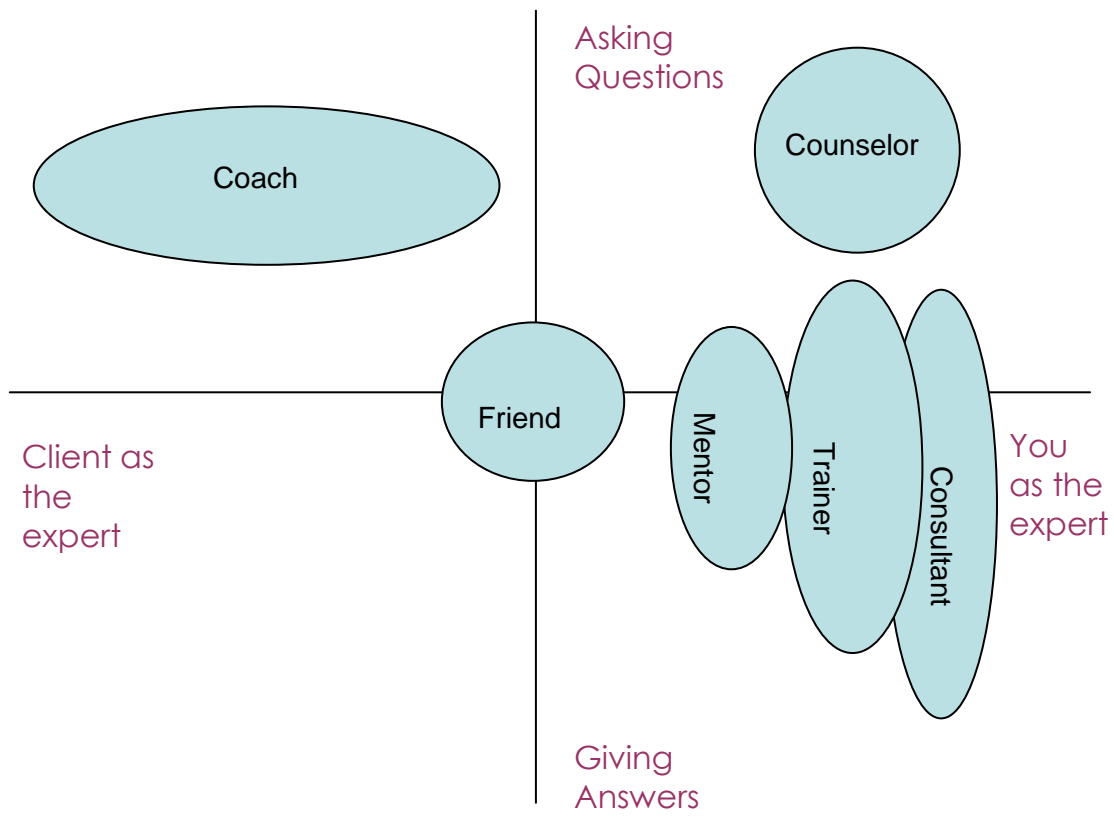 Asking
Questions
Counselor
Coach
Friend
Mentor
Trainer
Consultant
Client as
the
expert
You
as the
expert
Giving
Answers